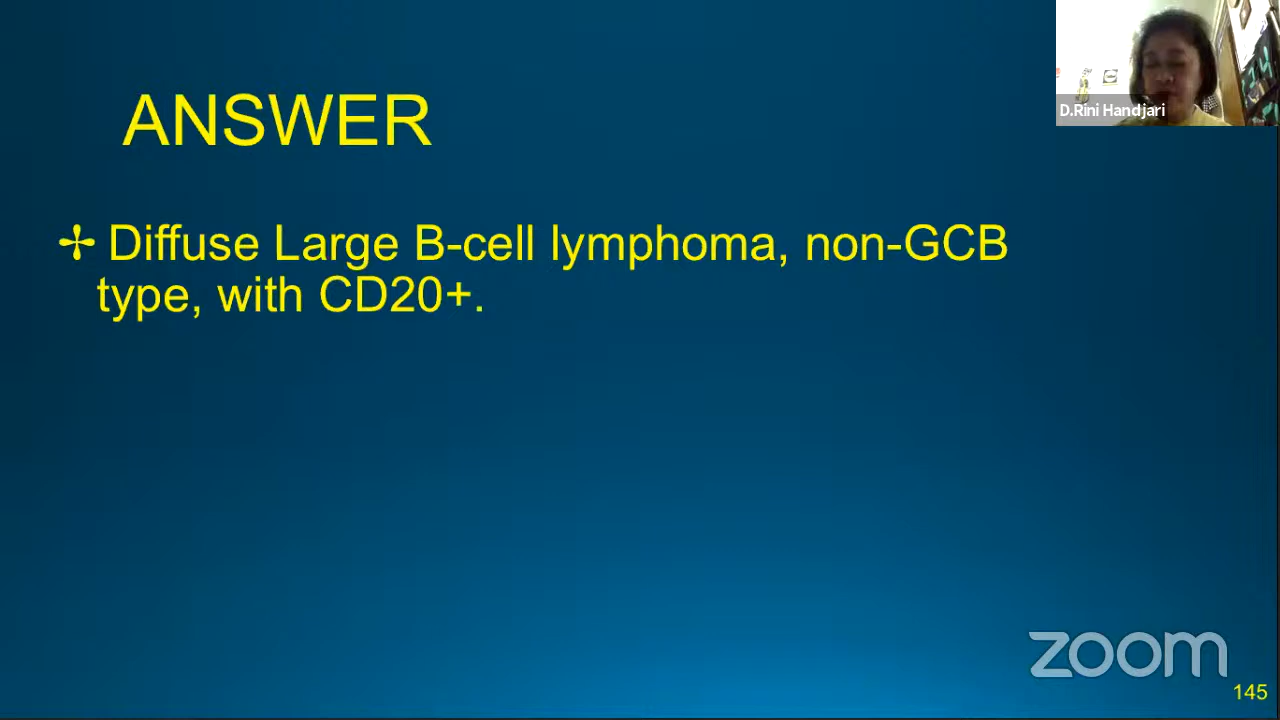 D.Rini Handjari
ANSWER
✢ Diffuse Large B-cell lymphoma, non-GCB
type, with CD20+.
zoom
145